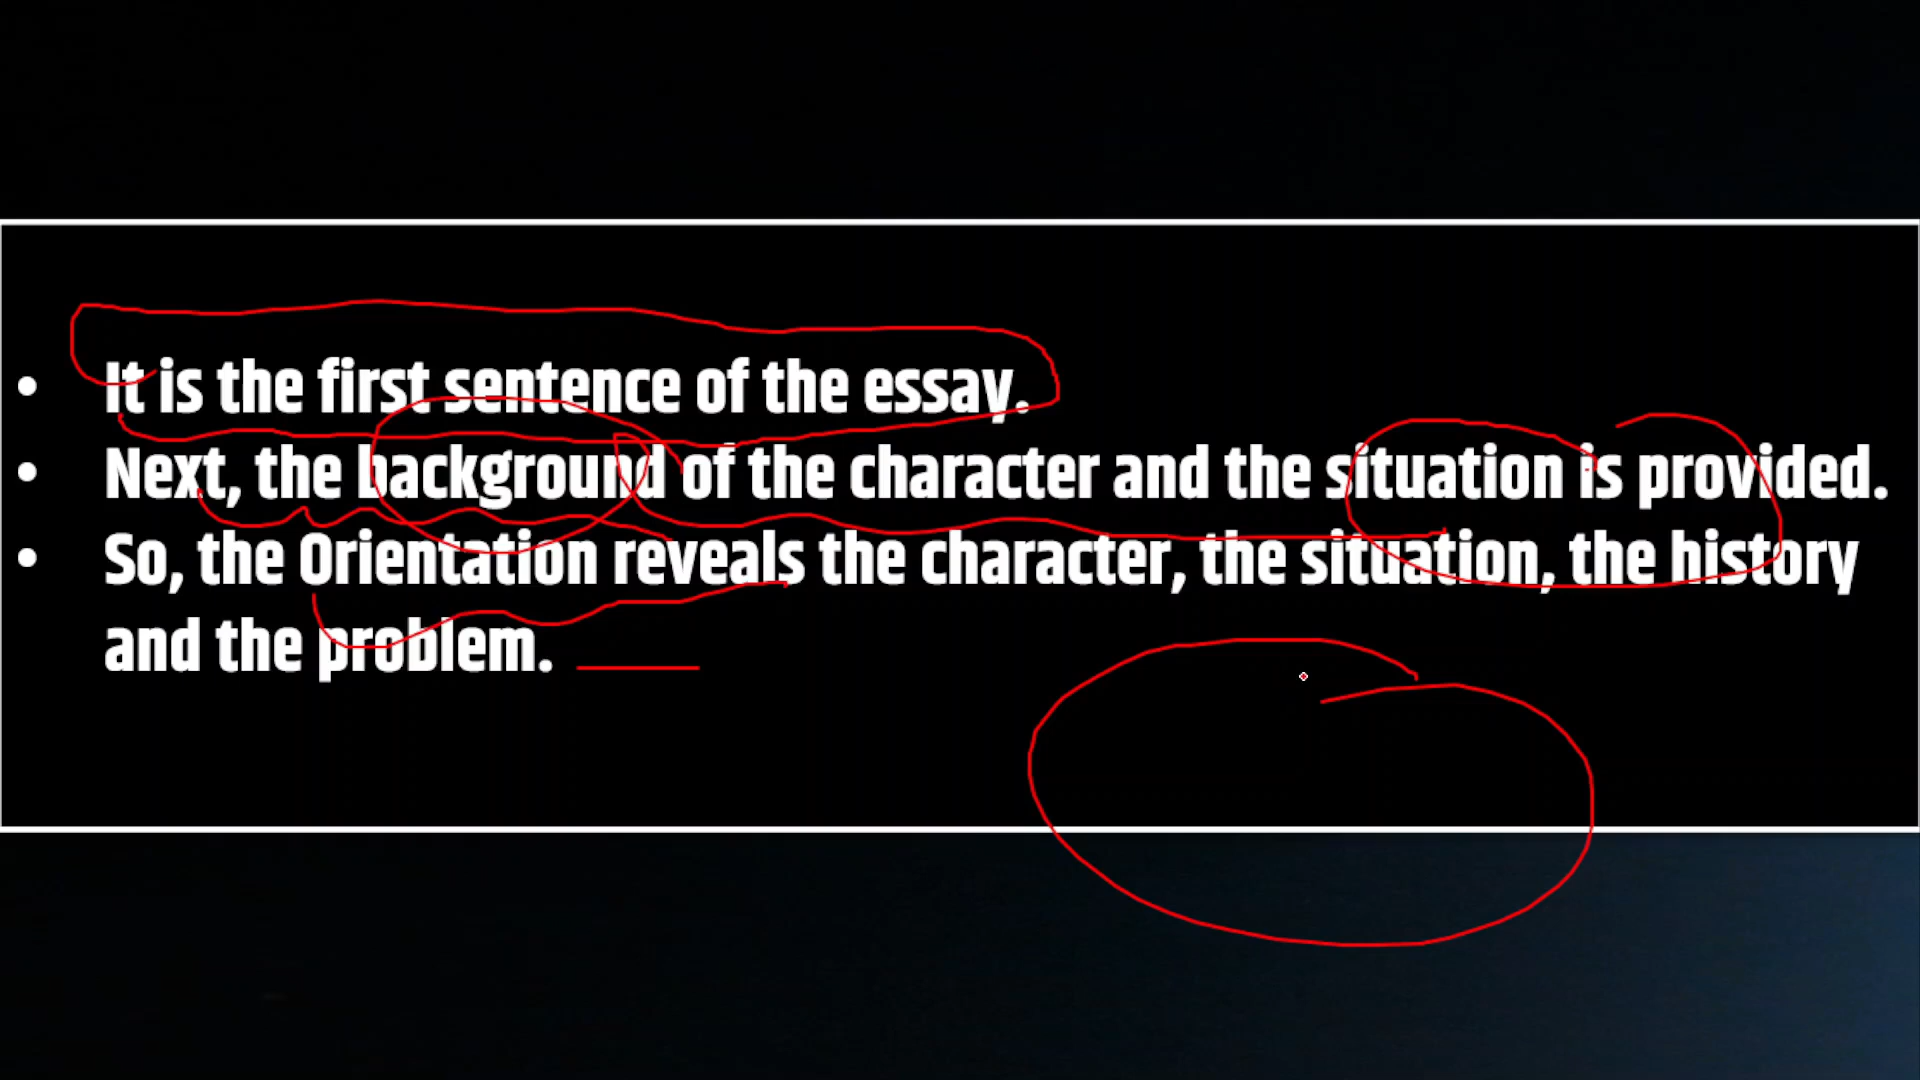 • It is the first sentence of the essay.
• Next, the background of the character and the situation is provided.
• So, the Orientation reveals the character, the situation, the history
and the problem.